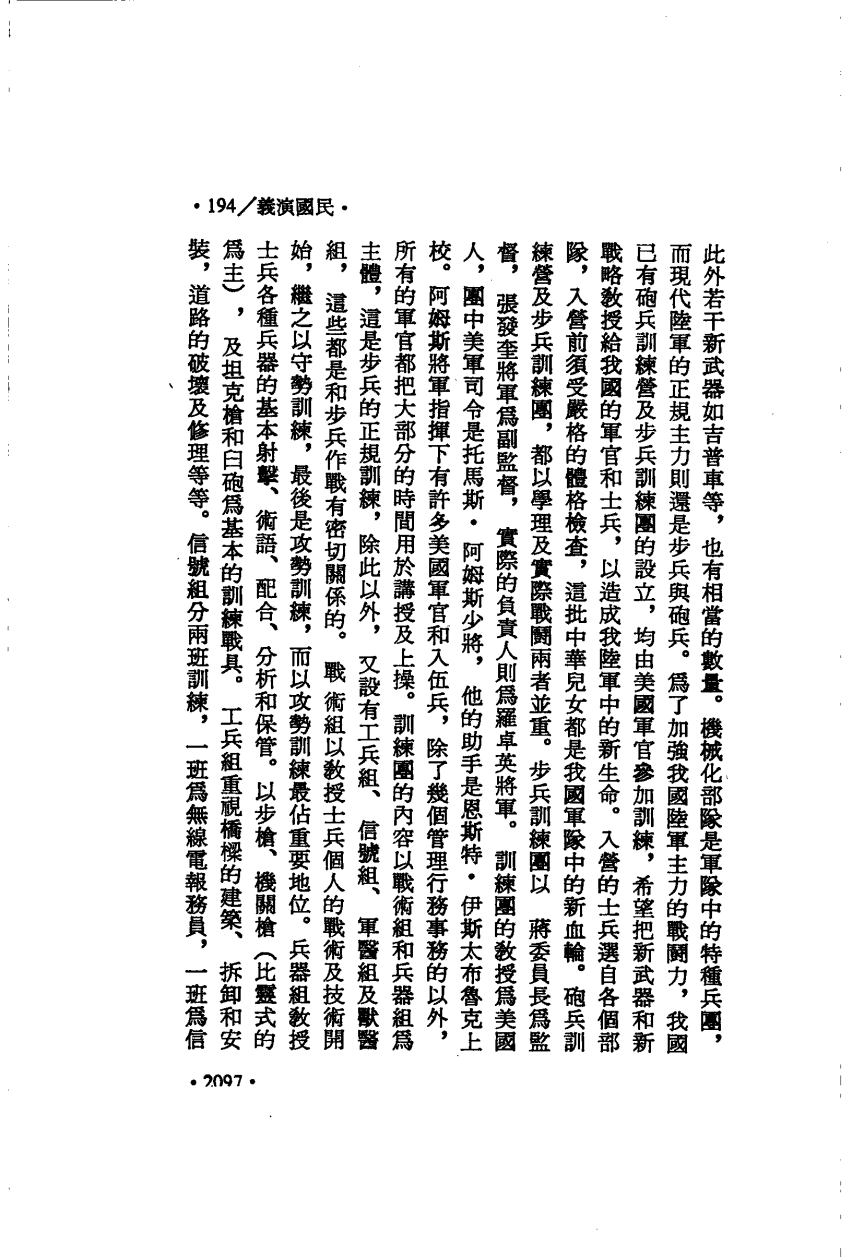 •194／義演國民•
此外若干新武器如吉普車等，也有相當的數量。機械化部隊是軍隊中的特種兵團，
而現代陸軍的正規主力則還是步兵與砲兵。爲了加強我國陸軍主力的戰鬪力，我國
已有砲兵訓練營及步兵訓練團的設立，均由美國軍官參加訓練，希望把新武器和新
戰略敎授給我國的軍官和士兵，以造成我陸軍中的新生命。入營的士兵選自各個部
隊，入營前須受嚴格的體格檢查，這批中華兒女都是我國軍隊中的新血輪。砲兵訓
練營及步兵訓練團，都以學理及實際戰鬪兩者並重。步兵訓練團以　蔣委員長爲監
督，張發奎將軍爲副監督，實際的負責人則爲羅卓英將軍。訓練團的敎授爲美國
人，團中美軍司令是托馬斯•阿姆斯少將，他的助手是恩斯特•伊斯太布魯克上
校。阿姆斯將軍指揮下有許多美國軍官和入伍兵，除了幾個管理行務事務的以外，
所有的軍官都把大部分的時間用於講授及上操。訓練團的內容以戰術組和兵器組爲
主體，這是步兵的正規訓練，除此以外，又設有工兵組、信號組、軍醫組及獸醫
組，這些都是和步兵作戰有密切關係的。戰術組以敎授士兵個人的戰術及技術開
始，繼之以守勢訓練，最後是攻勢訓練，而以攻勢訓練最佔重要地位。兵器組敎授
士兵各種兵器的基本射擊、術語、配合、分析和保管。以步槍、機關槍（比靈式的
爲主），及坦克槍和臼砲爲基本的訓練戰具。工兵組重視橋樑的建築、拆卸和安
裝，道路的破壞及修理等等。信號組分兩班訓練，一班爲無線電報務員，一班爲信
•2097•